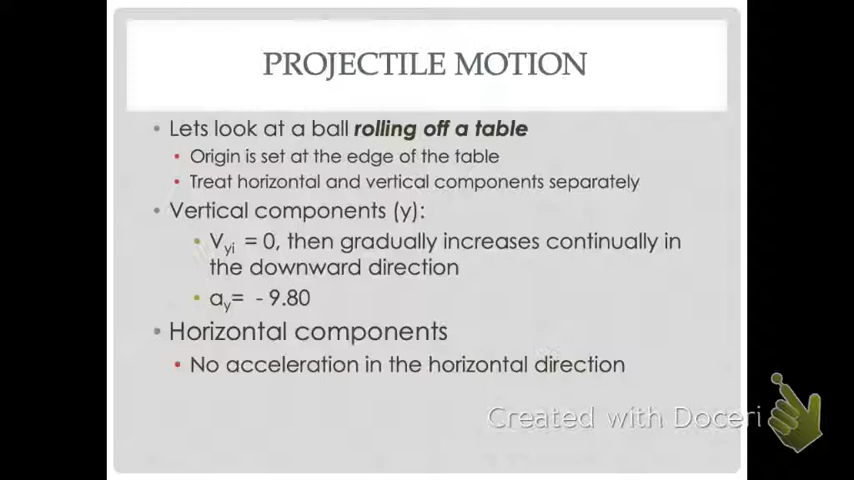 PROJECTILE MOTION
• Lets look at a ball rolling off a table
• Origin is set at the edge of the table
• Treat horizontal and vertical components separately
• Vertical components (y):
• Vyi = 0, then gradually increases continually in
the downward direction
• ay= - 9.80
• Horizontal components
• No acceleration in the horizontal direction
Created with Doceri